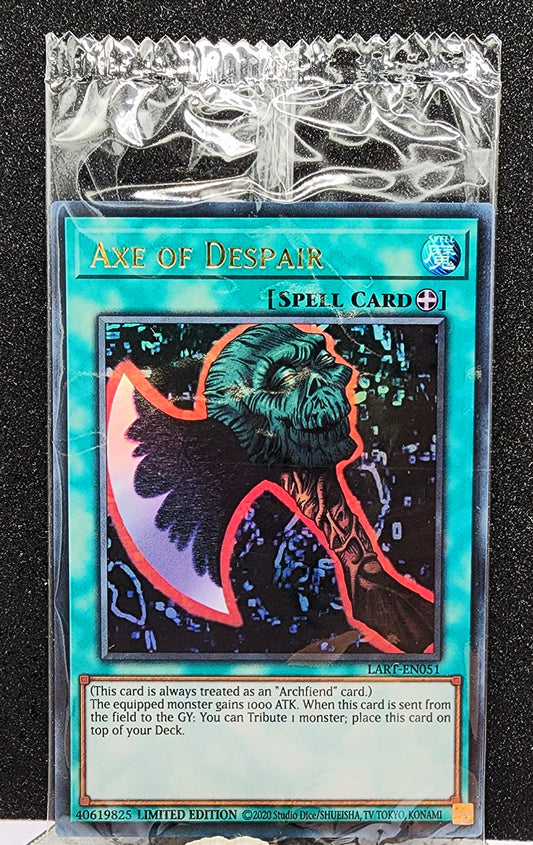 AXE OF DESPAIR
SPELL
魔
[SPELL CARD]
LART-EN051
(This card is always treated as an "Archfiend" card.)
The equipped monster gains 1000 ATK. When this card is sent from
the field to the GY: You can Tribute 1 monster; place this card on
top of your Deck.
40619825 LIMITED EDITION ©2020 Studio Dice/SHUEISHA, TV TOKYO, KONAMI